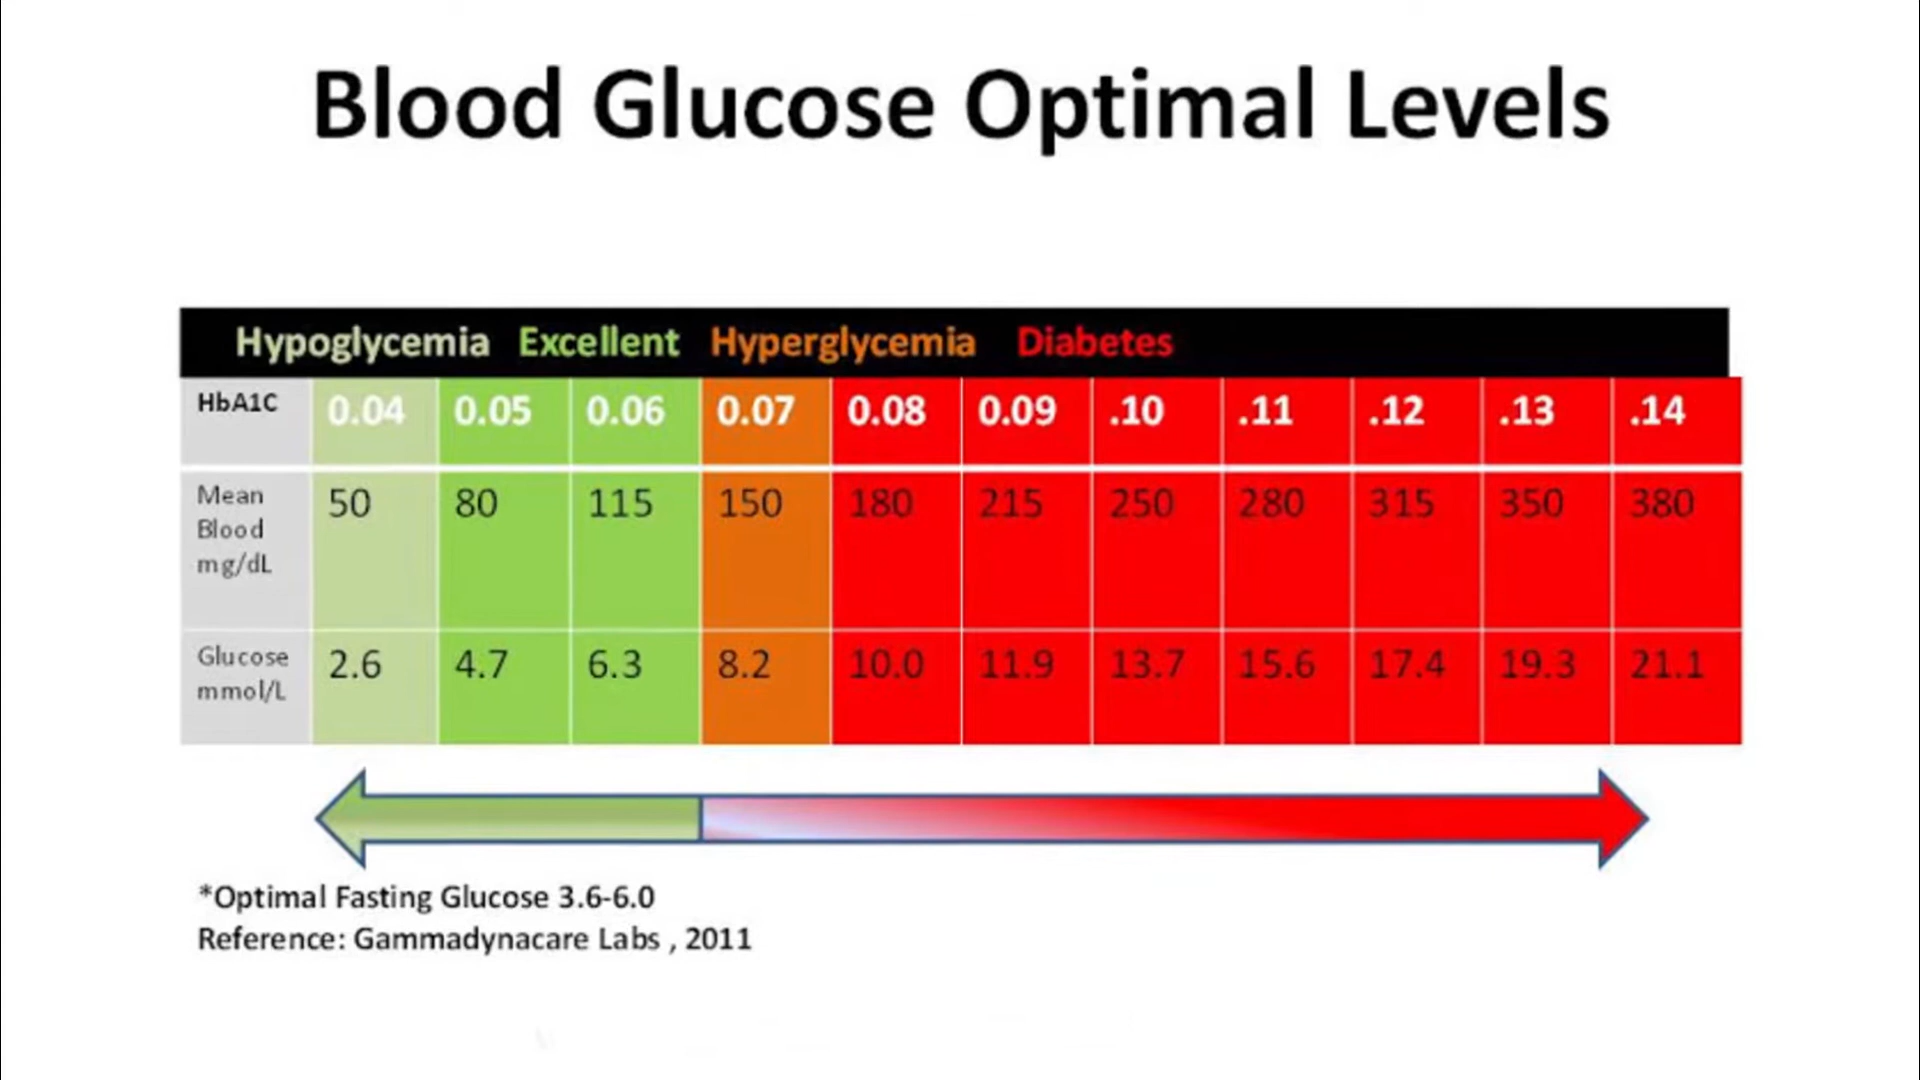 Blood Glucose Optimal Levels
Hypoglycemia Excellent Hyperglycemia Diabetes
HbA1C 0.04 0.05 0.06 0.07 0.08 0.09 .10 .11 .12 .13 .14
Mean Blood mg/dL 50 80 115 150 180 215 250 280 315 350 380
Glucose mmol/L 2.6 4.7 6.3 8.2 10.0 11.9 13.7 15.6 17.4 19.3 21.1
*Optimal Fasting Glucose 3.6-6.0
Reference: Gammadynacare Labs , 2011